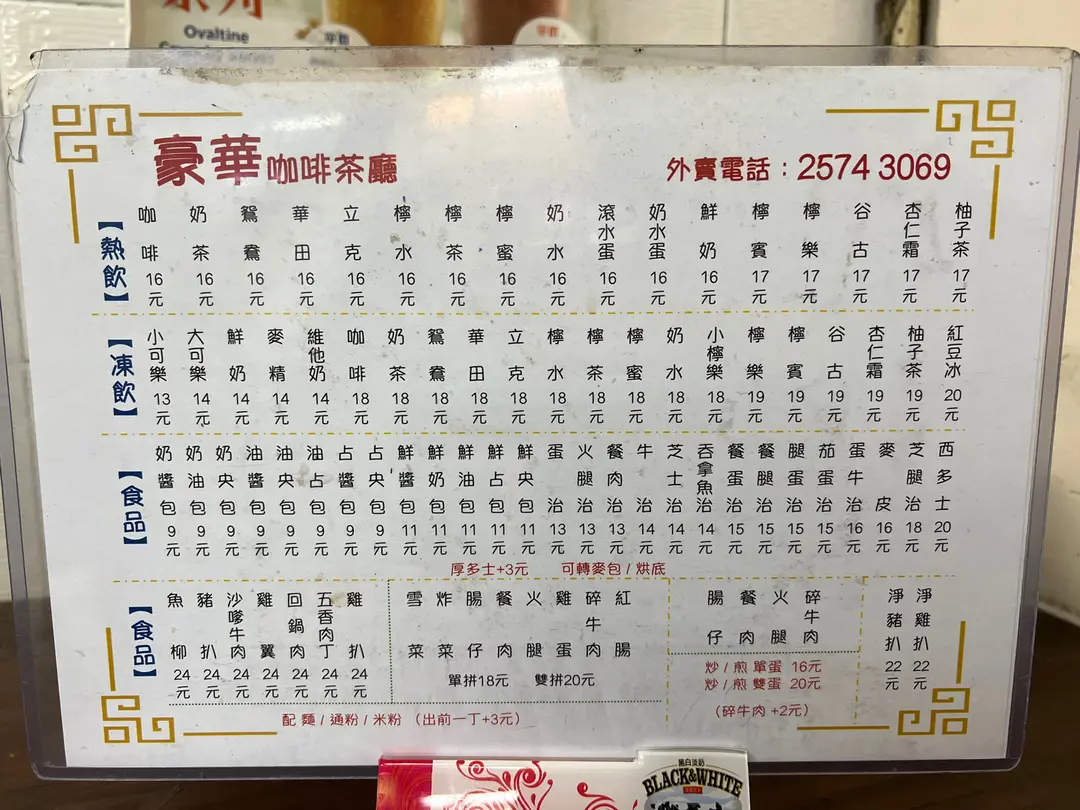 Ovaltine
豪華咖啡茶廳
外賣電話：2574 3069
【熱飲】
咖啡 16元
奶茶 16元
鴛鴦 16元
華田 16元
立克 16元
檸水 16元
檸茶 16元
檸蜜 16元
奶水 16元
滾水蛋 16元
奶水蛋 16元
鮮奶 16元
檸賓 17元
檸樂 17元
谷古 17元
杏仁霜 17元
柚子茶 17元
【凍飲】
小可樂 13元
大可樂 14元
鮮奶 14元
麥精 14元
維他奶 14元
咖啡 18元
奶茶 18元
鴛鴦 18元
華田 18元
立克 18元
檸水 18元
檸茶 18元
檸蜜 18元
奶水 18元
小檸樂 18元
檸樂 19元
檸賓 19元
谷古 19元
杏仁霜 19元
柚子茶 19元
紅豆冰 20元
【食品】
奶醬包 9元
奶油包 9元
奶央包 9元
油醬包 9元
油央包 9元
油占包 9元
占醬包 9元
占央包 9元
鮮醬包 11元
鮮奶包 11元
鮮油包 11元
鮮占包 11元
鮮央包 11元
蛋治 13元
火腿治 13元
餐肉治 13元
牛治 14元
芝士治 14元
吞拿魚治 14元
餐蛋治 15元
餐腿治 15元
腿蛋治 15元
茄蛋治 15元
蛋牛治 16元
麥皮 16元
芝腿治 18元
西多士 20元
厚多士+3元 可轉麥包 / 烘底
【食品】
魚柳 24元
豬扒 24元
沙嗲牛肉 24元
雞翼 24元
回鍋肉 24元
五香肉丁 24元
雞扒 24元
雪菜
炸菜
腸仔
餐肉
火腿
雞蛋
碎牛肉
紅腸
單拼18元 雙拼20元
配 麵 / 通粉 / 米粉 （出前一丁+3元）
腸仔
餐肉
火腿
碎牛肉
炒 / 煎 單蛋 16元
炒 / 煎 雙蛋 20元
（碎牛肉 +2元）
淨豬扒 22元
淨雞扒 22元
黑白淡奶
BLACK&WHITE